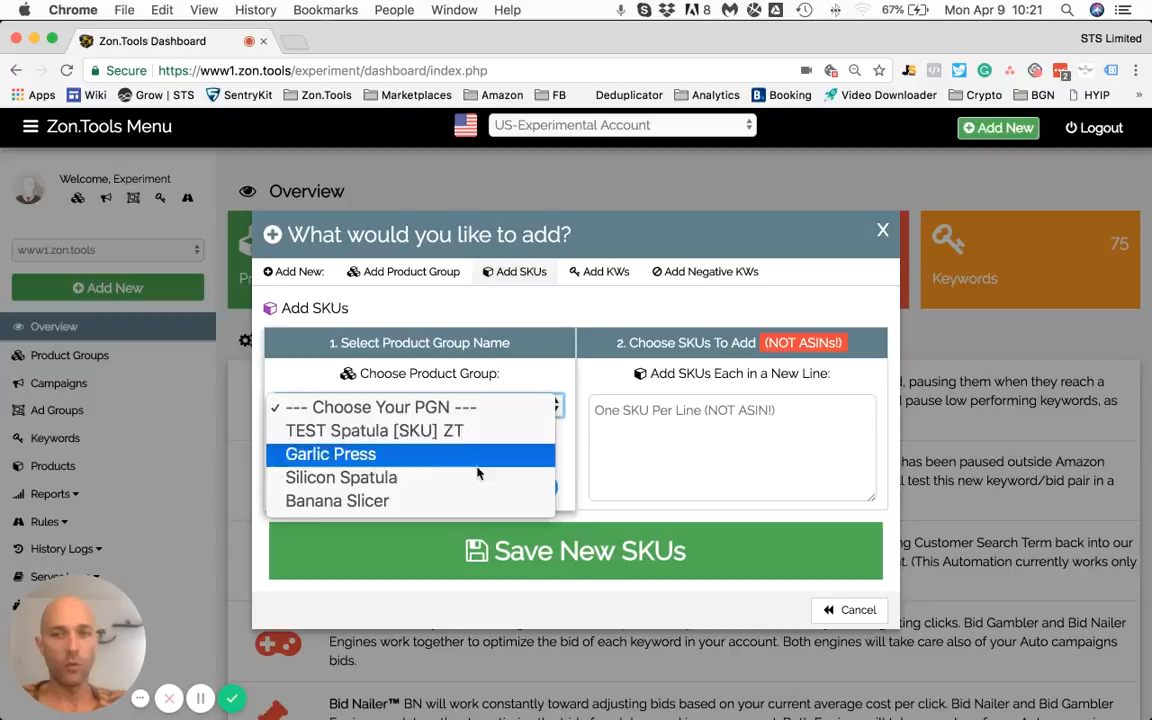 Chrome File Edit View History Bookmarks People Window Help 8 67% Mon Apr 9 10:21
Zon.Tools Dashboard STS Limited
Secure https://www1.zon.tools/experiment/dashboard/index.php 2
Apps Wiki Grow | STS SentryKit Zon.Tools Marketplaces Amazon FB Deduplicator Analytics Booking Video Downloader Crypto BGN HYIP »
Zon.Tools Menu US-Experimental Account Add New Logout
Welcome, Experiment
www1.zon.tools
Add New
Overview
Product Groups
Campaigns
Ad Groups
Keywords
Products
Reports
Rules
History Logs
Overview
75
Keywords
What would you like to add? X
Add New: Add Product Group Add SKUs Add KWs Add Negative KWs
Add SKUs
1. Select Product Group Name
Choose Product Group:
✓ --- Choose Your PGN ---
TEST Spatula [SKU] ZT
Garlic Press
Silicon Spatula
Banana Slicer
2. Choose SKUs To Add (NOT ASINs!)
Add SKUs Each in a New Line:
One SKU Per Line (NOT ASIN!)
Save New SKUs
Cancel
d, pausing them when they reach a
d pause low performing keywords, as
has been paused outside Amazon
ll test this new keyword/bid pair in a
ng Customer Search Term back into our
on. (This Automation currently works only
ting clicks. Bid Gambler and Bid Nailer
Engines work together to optimize the bid of each keyword in your account. Both engines will take care also of your Auto campaigns
bids.
Bid Nailer™ BN will work constantly toward adjusting bids based on your current average cost per click. Bid Nailer and Bid Gambler